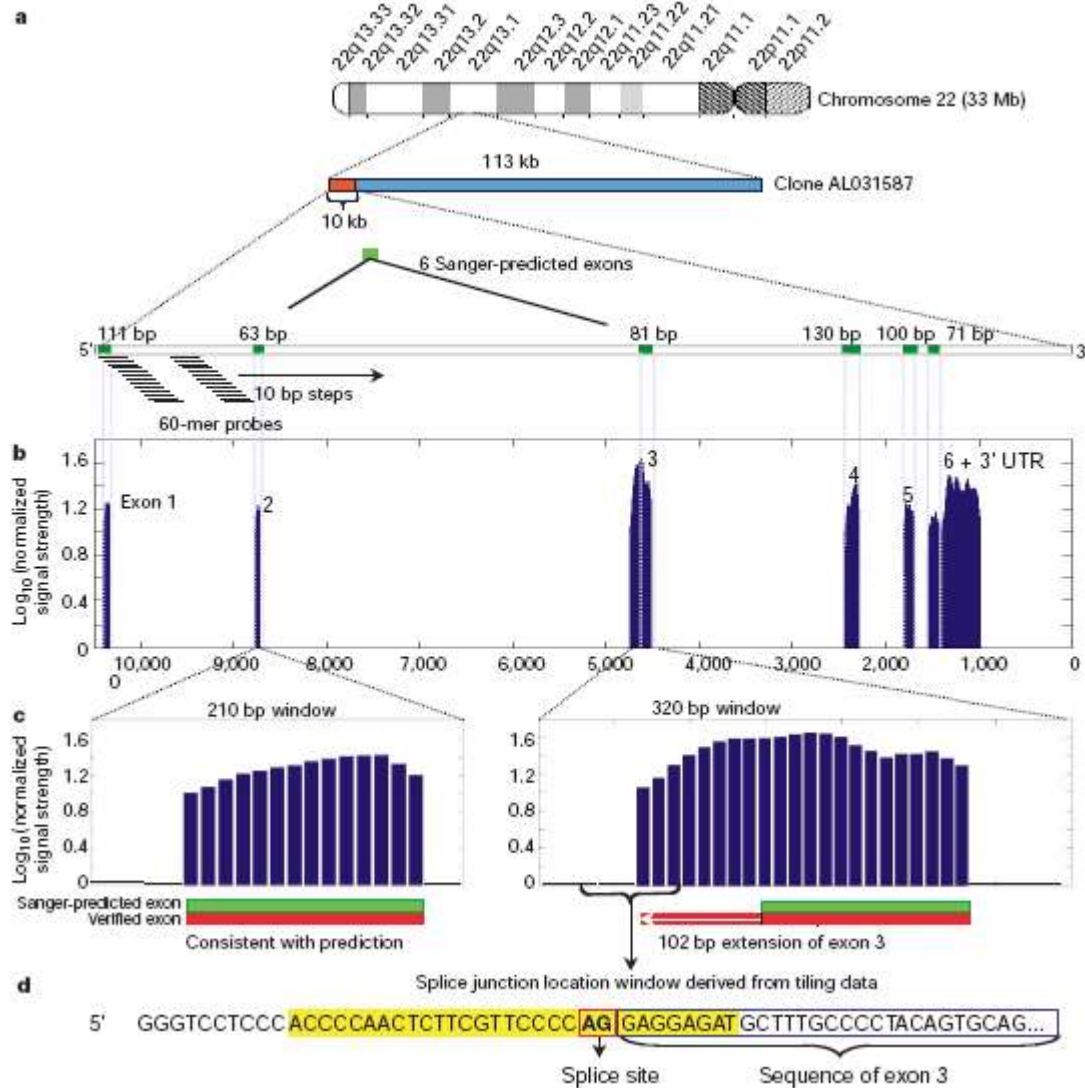 a
22q13.33 22q13.32 22q13.31 22q13.2 22q13.1 22q12.3 22q12.2 22q12.1 22q11.23 22q11.22 22q11.21 22q11.1 22p11.1 22p11.2
Chromosome 22 (33 Mb)
113 kb
Clone AL031587
10 kb
6 Sanger-predicted exons
111 bp 63 bp 81 bp 130 bp 100 bp 71 bp
5' 3
10 bp steps
60-mer probes
b
Log10 (normalized
signal strength)
1.6
1.2
0.8
0.4
0
Exon 1 2 3 4 5 6 + 3' UTR
10,000 9,000 8,000 7,000 6,000 5,000 4,000 3,000 2,000 1,000 0
0
c
210 bp window
320 bp window
Log10 (normalized
signal strength)
1.6
1.2
0.8
0.4
0
1.6
1.2
0.8
0.4
0
Sanger-predicted exon
Verified exon
Consistent with prediction
102 bp extension of exon 3
Splice junction location window derived from tiling data
d
5' GGGTCCTCCCACCCCAACTCTTCGTTCCCCAGGAGGAGATGCTTTGCCCCTACAGTGCAG...
Splice site
Sequence of exon 3